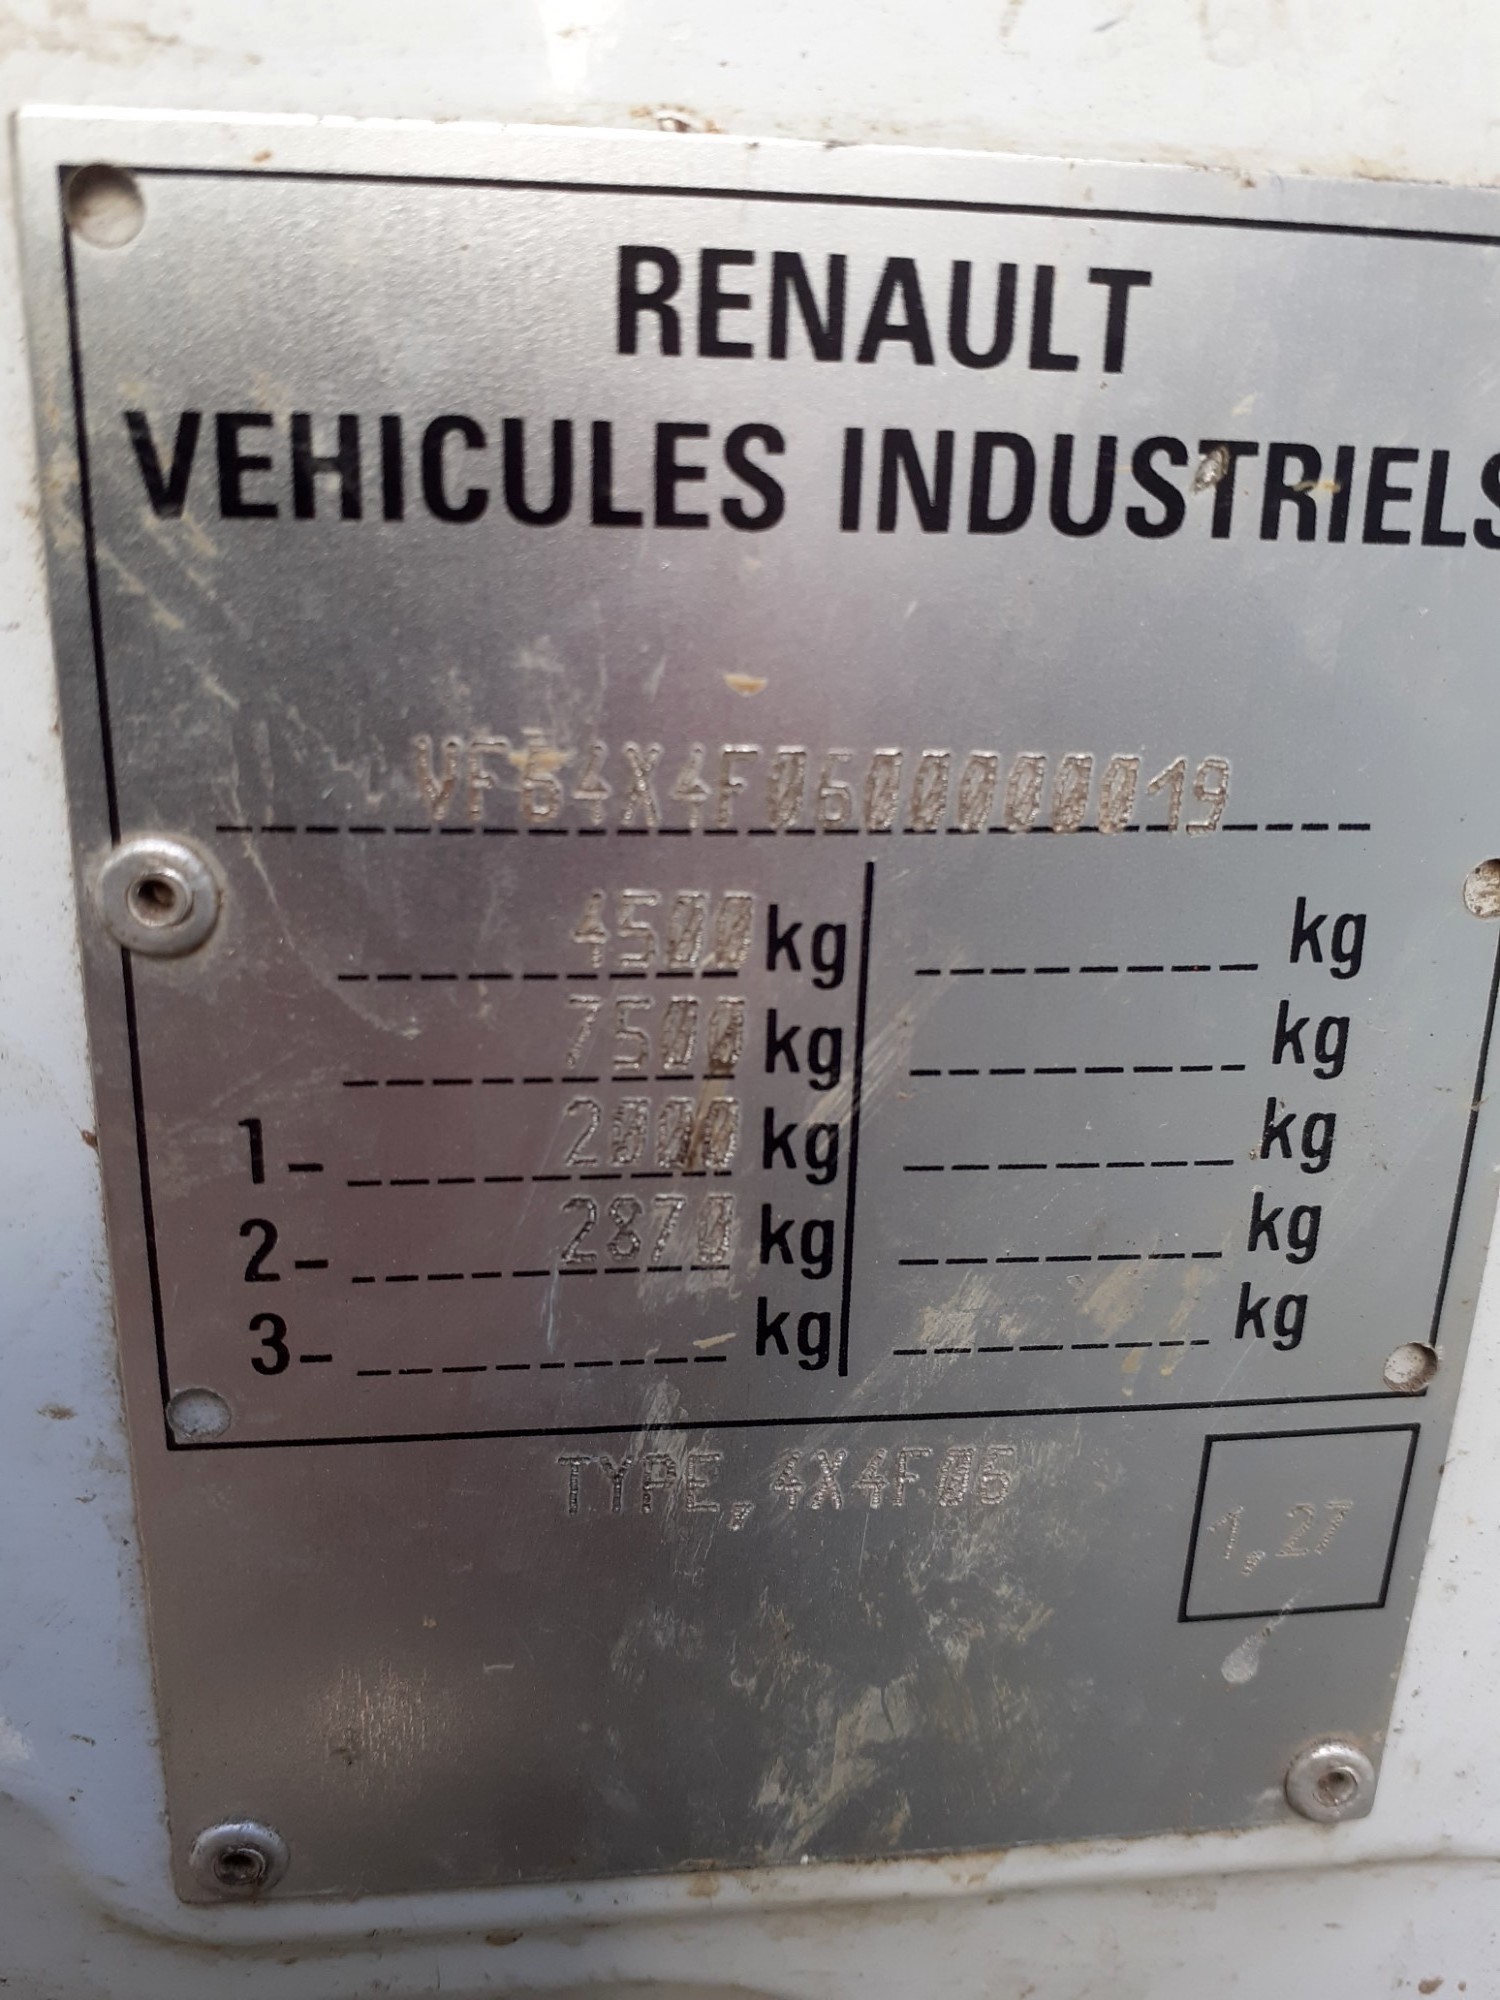 RENAULT
VEHICULES INDUSTRIELS
VF64X4F0600000019
4500 kg kg
7500 kg kg
1- 2000 kg kg
2- 2870 kg kg
3- kg kg
TYPE,4X4F06
1,27